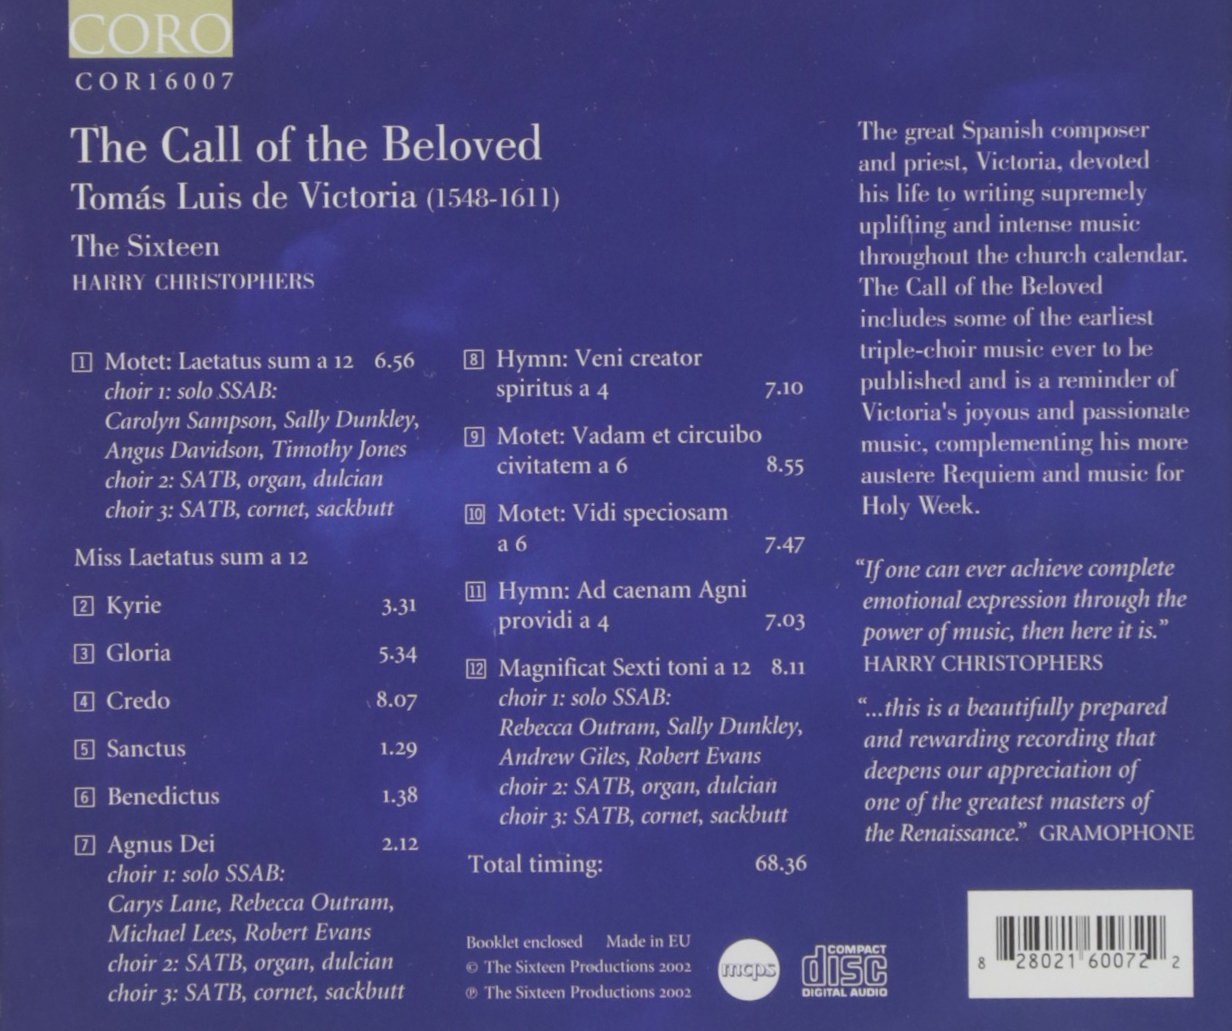 CORO
COR16007
The Call of the Beloved
Tomás Luis de Victoria (1548-1611)
The Sixteen
HARRY CHRISTOPHERS
1 Motet: Laetatus sum a 12 6.56
choir 1: solo SSAB:
Carolyn Sampson, Sally Dunkley,
Angus Davidson, Timothy Jones
choir 2: SATB, organ, dulcian
choir 3: SATB, cornet, sackbutt
Miss Laetatus sum a 12
2 Kyrie 3.31
3 Gloria 5.34
4 Credo 8.07
5 Sanctus 1.29
6 Benedictus 1.38
7 Agnus Dei 2.12
choir 1: solo SSAB:
Carys Lane, Rebecca Outram,
Michael Lees, Robert Evans
choir 2: SATB, organ, dulcian
choir 3: SATB, cornet, sackbutt
8 Hymn: Veni creator
spiritus a 4 7.10
9 Motet: Vadam et circuibo
civitatem a 6 8.55
10 Motet: Vidi speciosam
a 6 7.47
11 Hymn: Ad caenam Agni
providi a 4 7.03
12 Magnificat Sexti toni a 12 8.11
choir 1: solo SSAB:
Rebecca Outram, Sally Dunkley,
Andrew Giles, Robert Evans
choir 2: SATB, organ, dulcian
choir 3: SATB, cornet, sackbutt
Total timing: 68.36
Booklet enclosed Made in EU
© The Sixteen Productions 2002
℗ The Sixteen Productions 2002
mcps
COMPACT
disc
DIGITAL AUDIO
The great Spanish composer
and priest, Victoria, devoted
his life to writing supremely
uplifting and intense music
throughout the church calendar.
The Call of the Beloved
includes some of the earliest
triple-choir music ever to be
published and is a reminder of
Victoria's joyous and passionate
music, complementing his more
austere Requiem and music for
Holy Week.
“If one can ever achieve complete
emotional expression through the
power of music, then here it is.”
HARRY CHRISTOPHERS
“...this is a beautifully prepared
and rewarding recording that
deepens our appreciation of
one of the greatest masters of
the Renaissance.” GRAMOPHONE
8 28021 60072 2